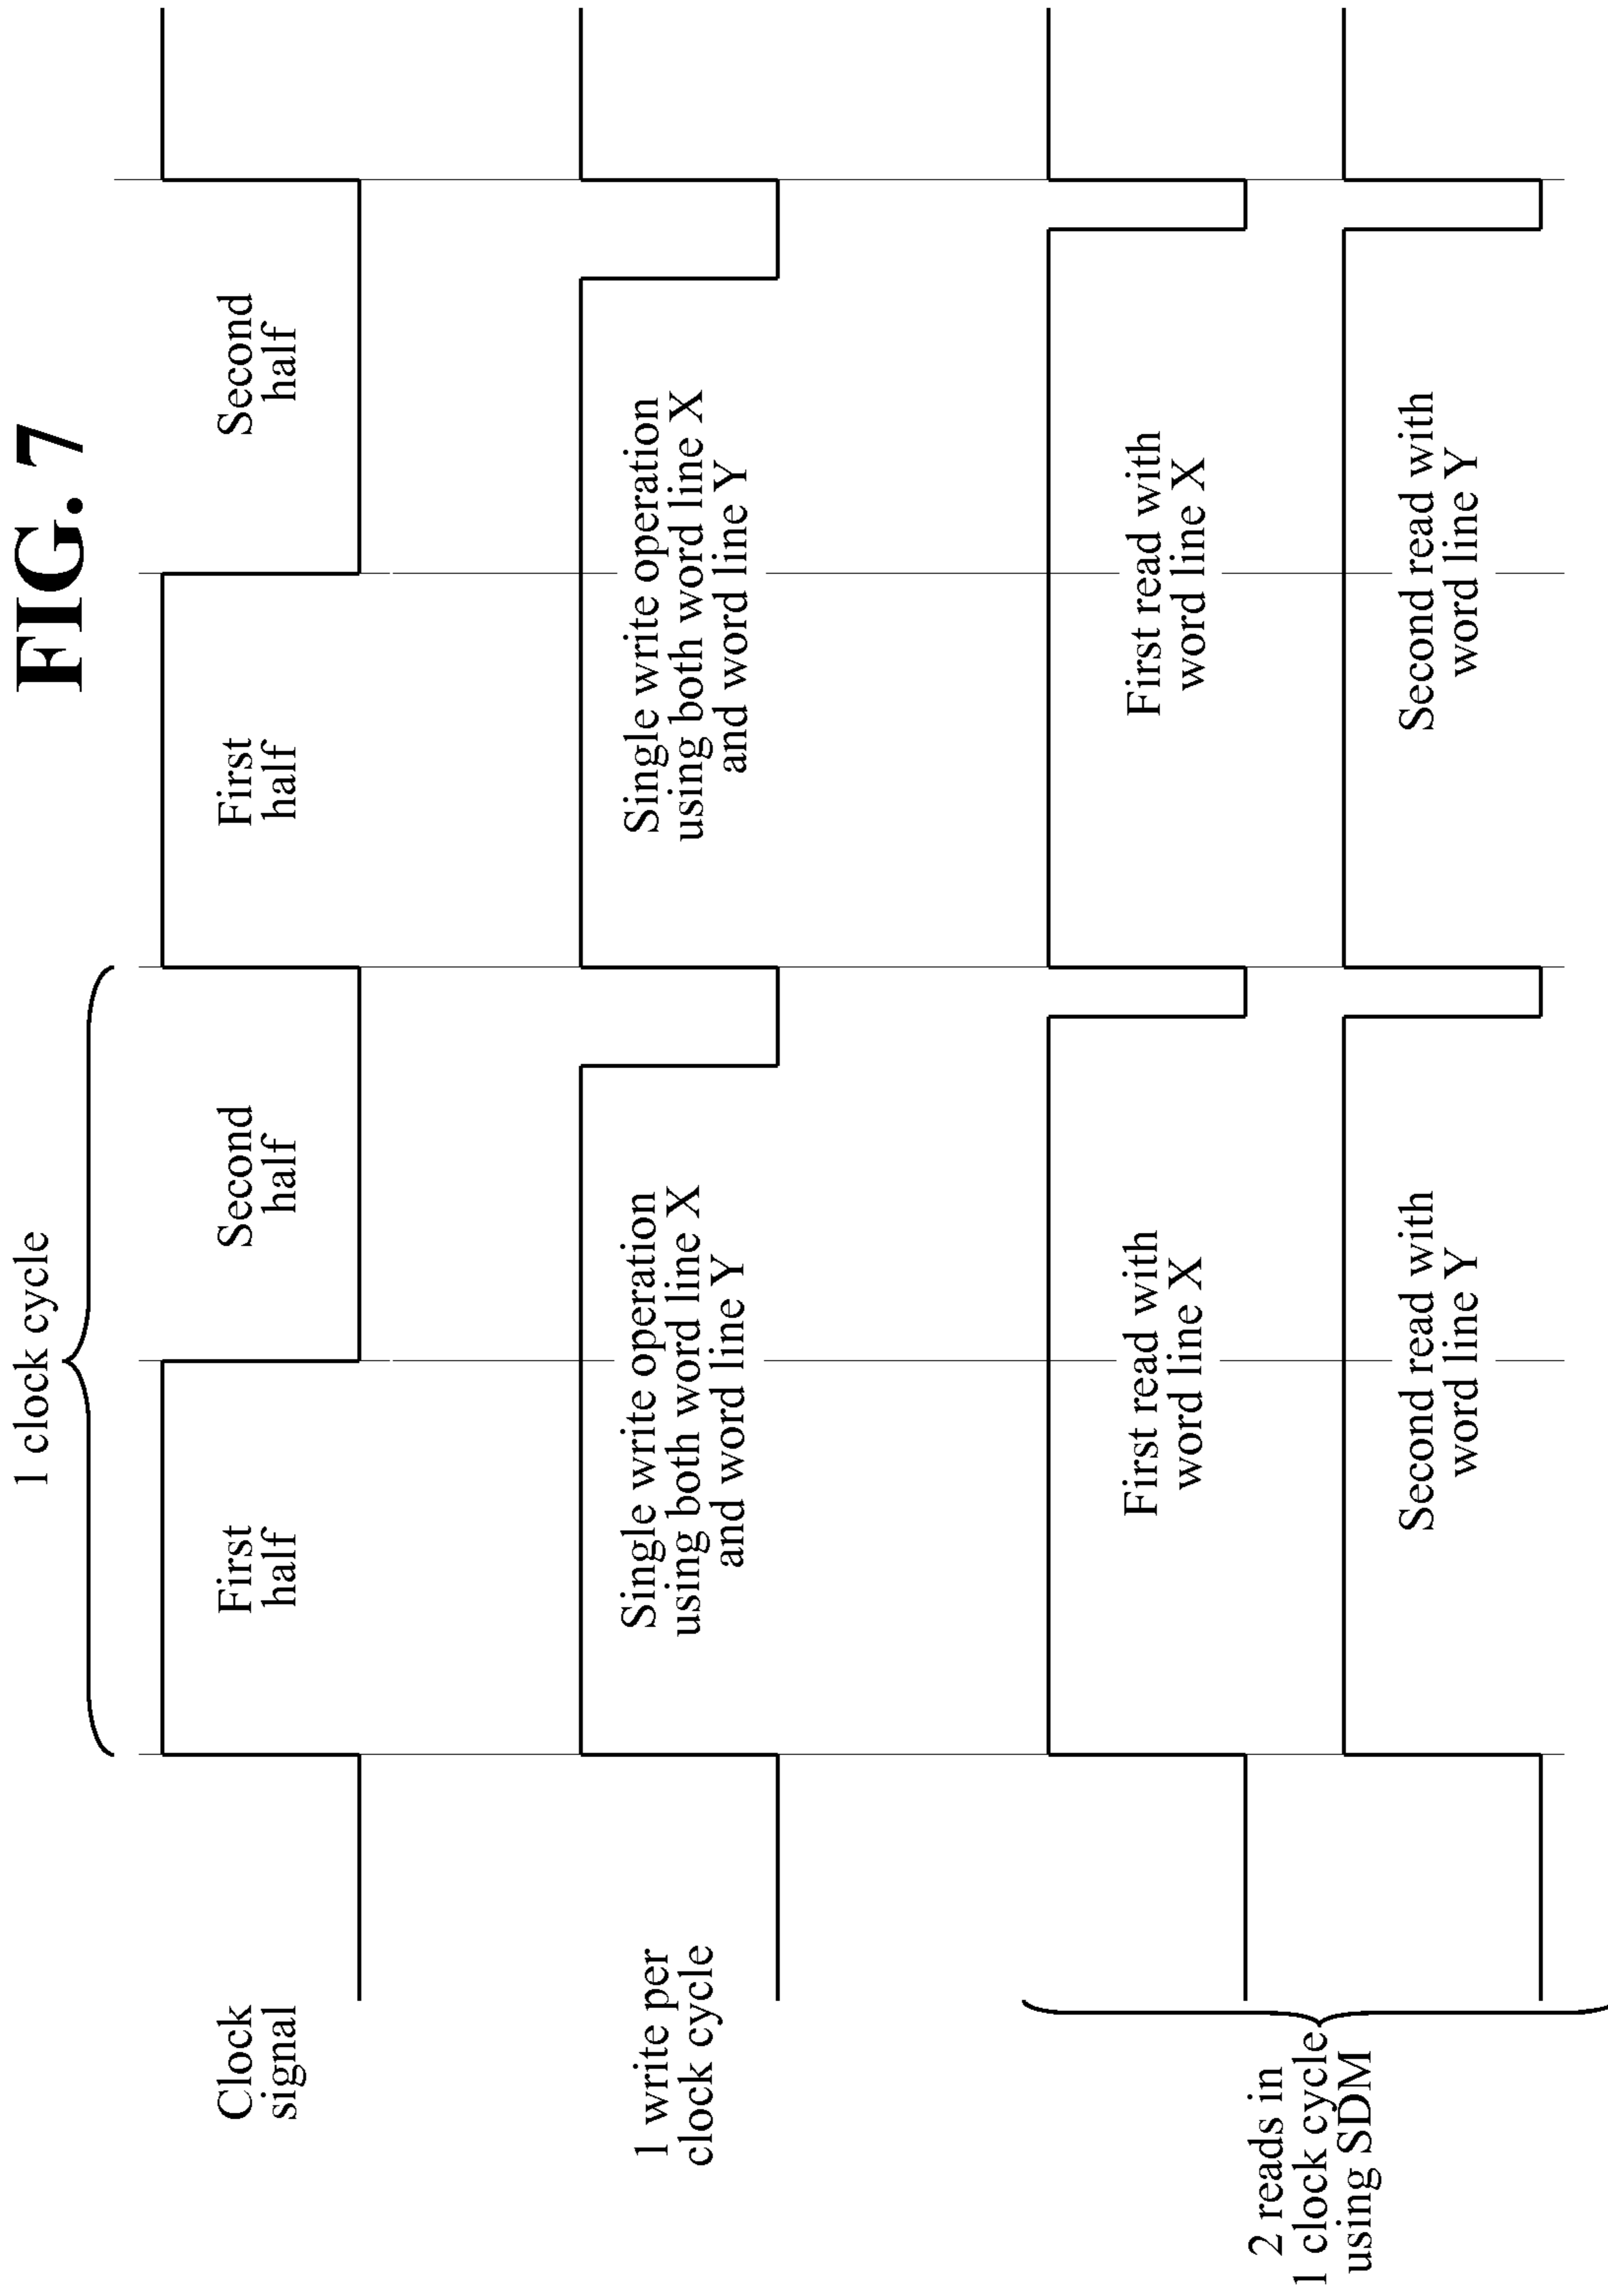 FIG. 7
1 clock cycle
Clock
signal
First
half
Second
half
First
half
Second
half
1 write per
clock cycle
Single write operation
using both word line X
and word line Y
Single write operation
using both word line X
and word line Y
2 reads in
1 clock cycle
using SDM
First read with
word line X
First read with
word line X
Second read with
word line Y
Second read with
word line Y